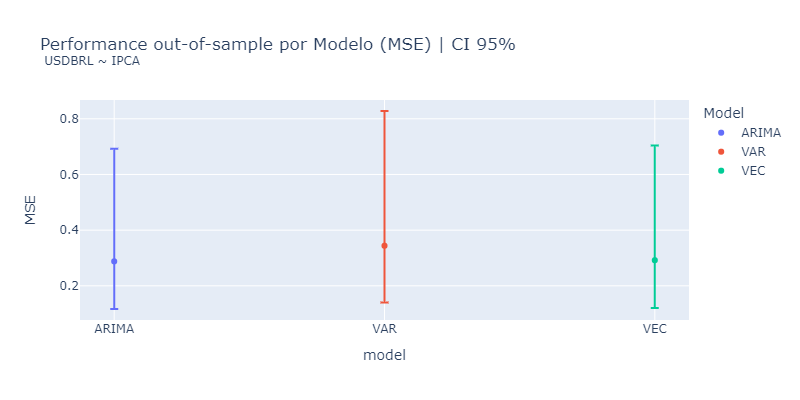 Performance out-of-sample por Modelo (MSE) | CI 95%
USDBRL ~ IPCA
Model
ARIMA
VAR
VEC
MSE
0.8
0.6
0.4
0.2
ARIMA
VAR
VEC
model